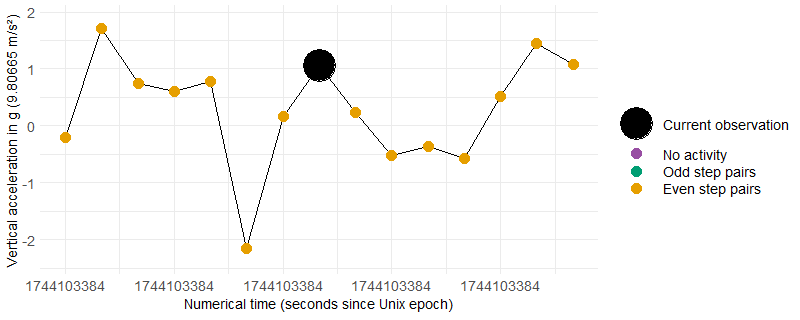 Vertical acceleration in g (9.80665 m/s²)
2
1
0
-1
-2
1744103384 1744103384 1744103384 1744103384 1744103384
Numerical time (seconds since Unix epoch)
Current observation
No activity
Odd step pairs
Even step pairs